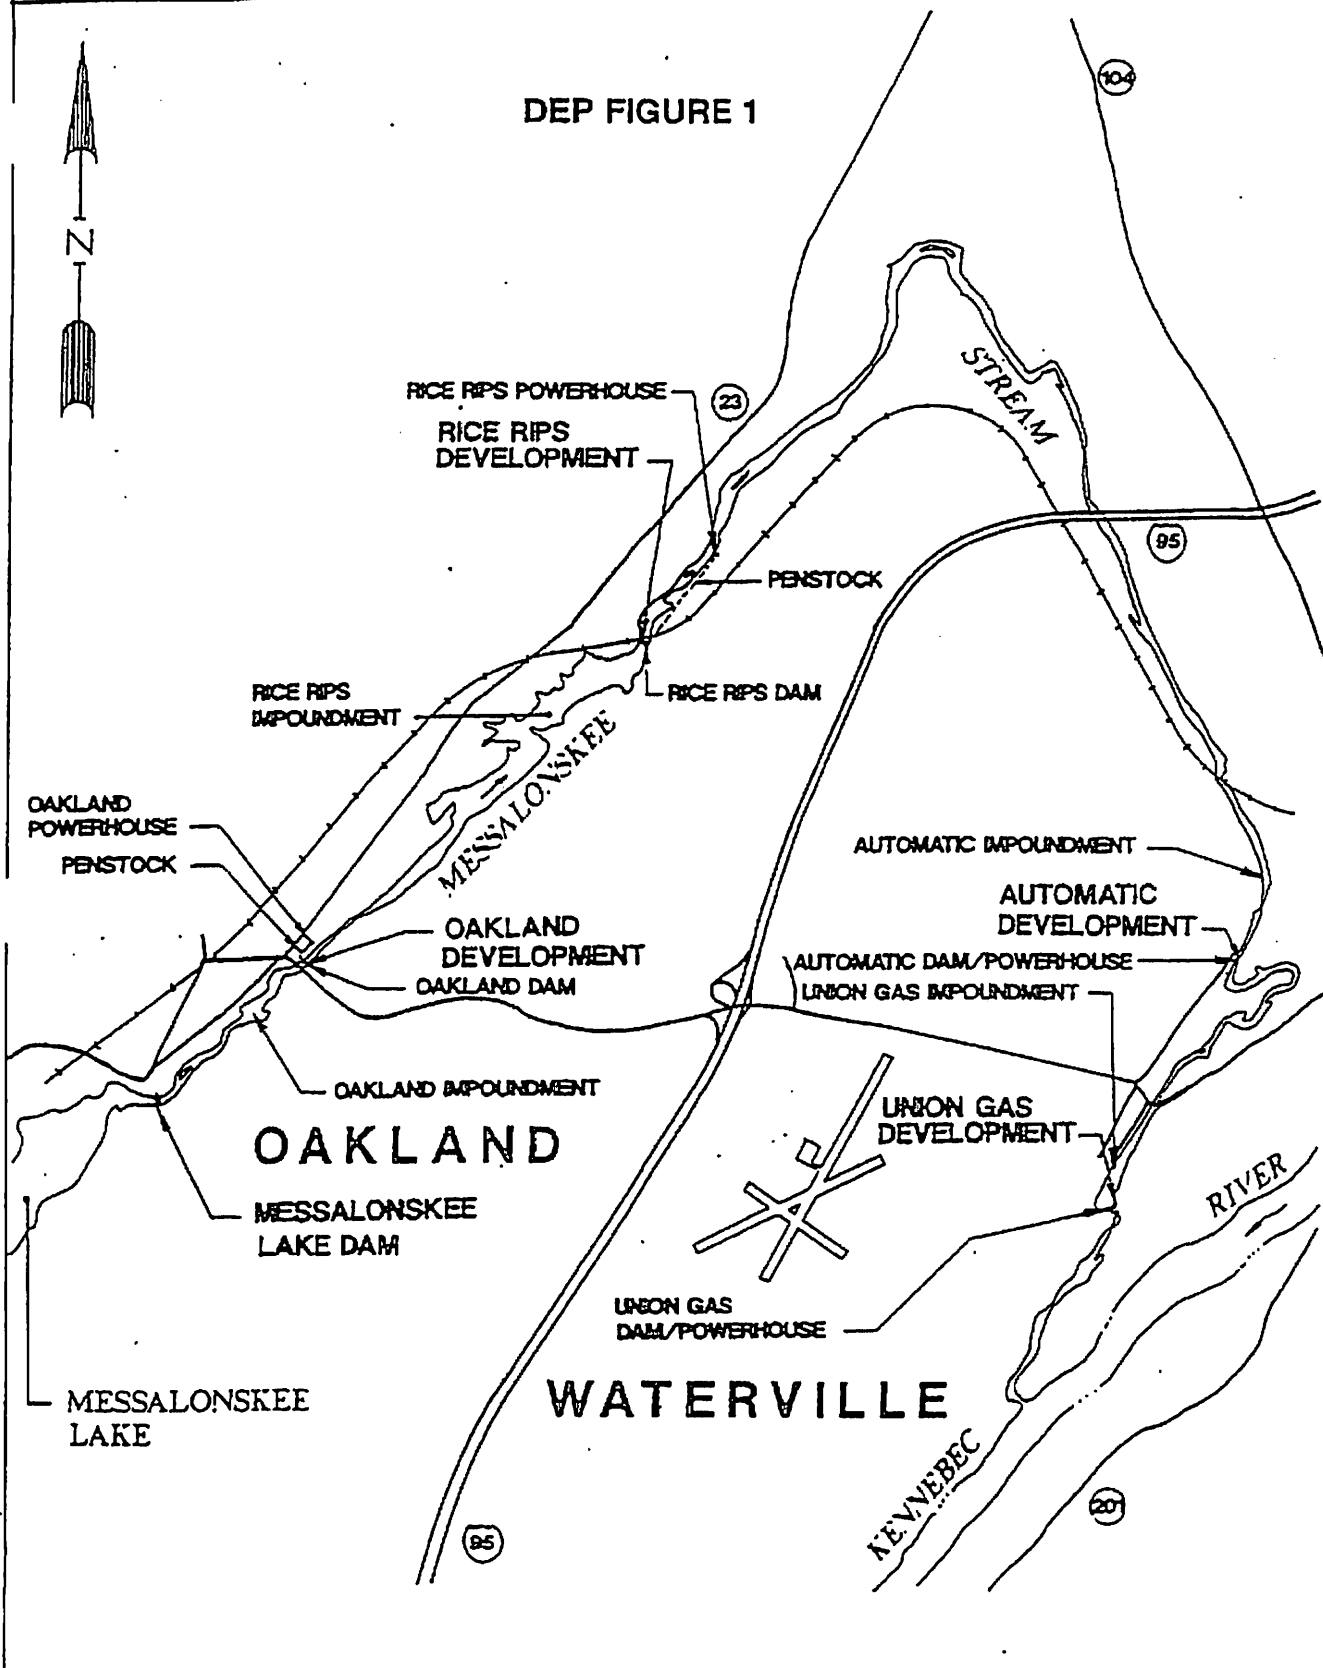 DEP FIGURE 1
104
N
STREAM
RICE RIPS POWERHOUSE
23
RICE RIPS
DEVELOPMENT
95
PENSTOCK
RICE RIPS
IMPOUNDMENT
RICE RIPS DAM
MESSALONSKEE
OAKLAND
POWERHOUSE
PENSTOCK
AUTOMATIC IMPOUNDMENT
AUTOMATIC
DEVELOPMENT
OAKLAND
DEVELOPMENT
AUTOMATIC DAM/POWERHOUSE
OAKLAND DAM
UNION GAS IMPOUNDMENT
OAKLAND IMPOUNDMENT
UNION GAS
DEVELOPMENT
OAKLAND
RIVER
MESSALONSKEE
LAKE DAM
UNION GAS
DAM/POWERHOUSE
MESSALONSKEE
LAKE
WATERVILLE
KENNEBEC
201
95